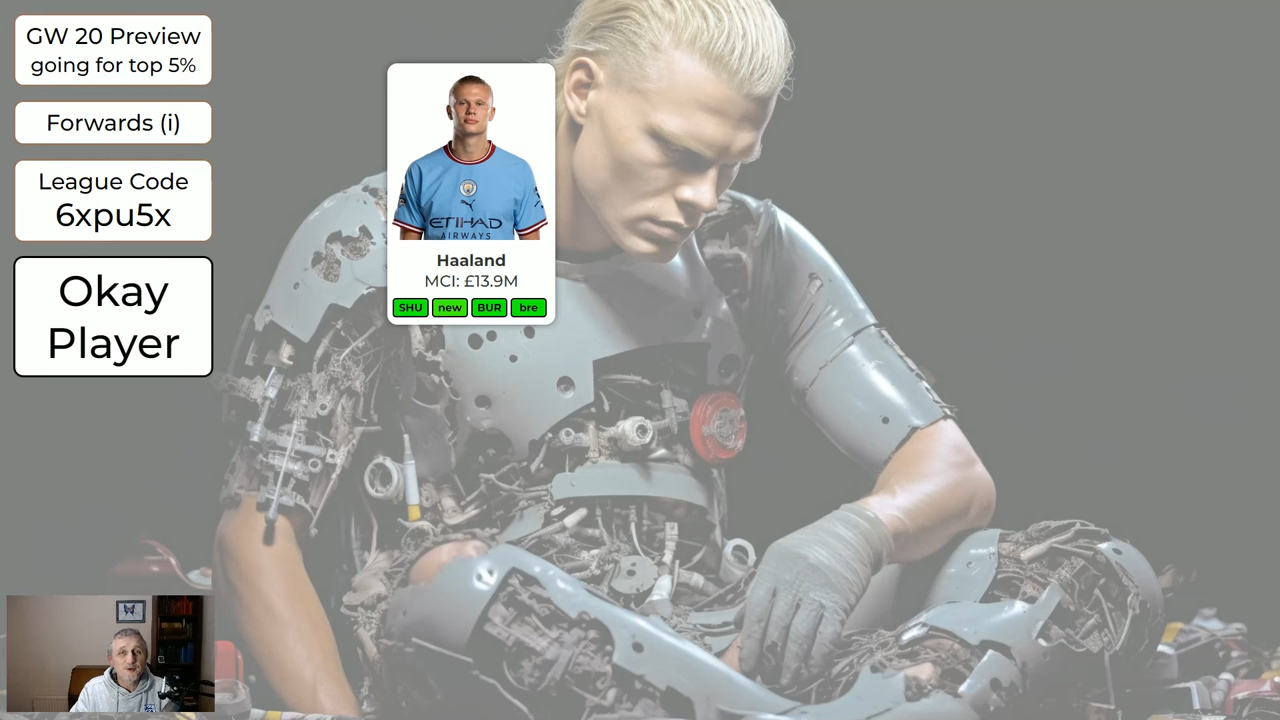 GW 20 Preview
going for top 5%
Forwards (i)
League Code
6xpu5x
Okay
Player
ETIHAD
AIRWAYS
Haaland
MCI: £13.9M
SHU new BUR bre